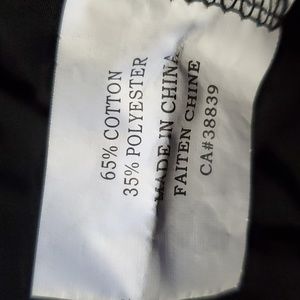 65% COTTON
35% POLYESTER
MADE IN CHINA
FAITEN CHINE
CA#38839